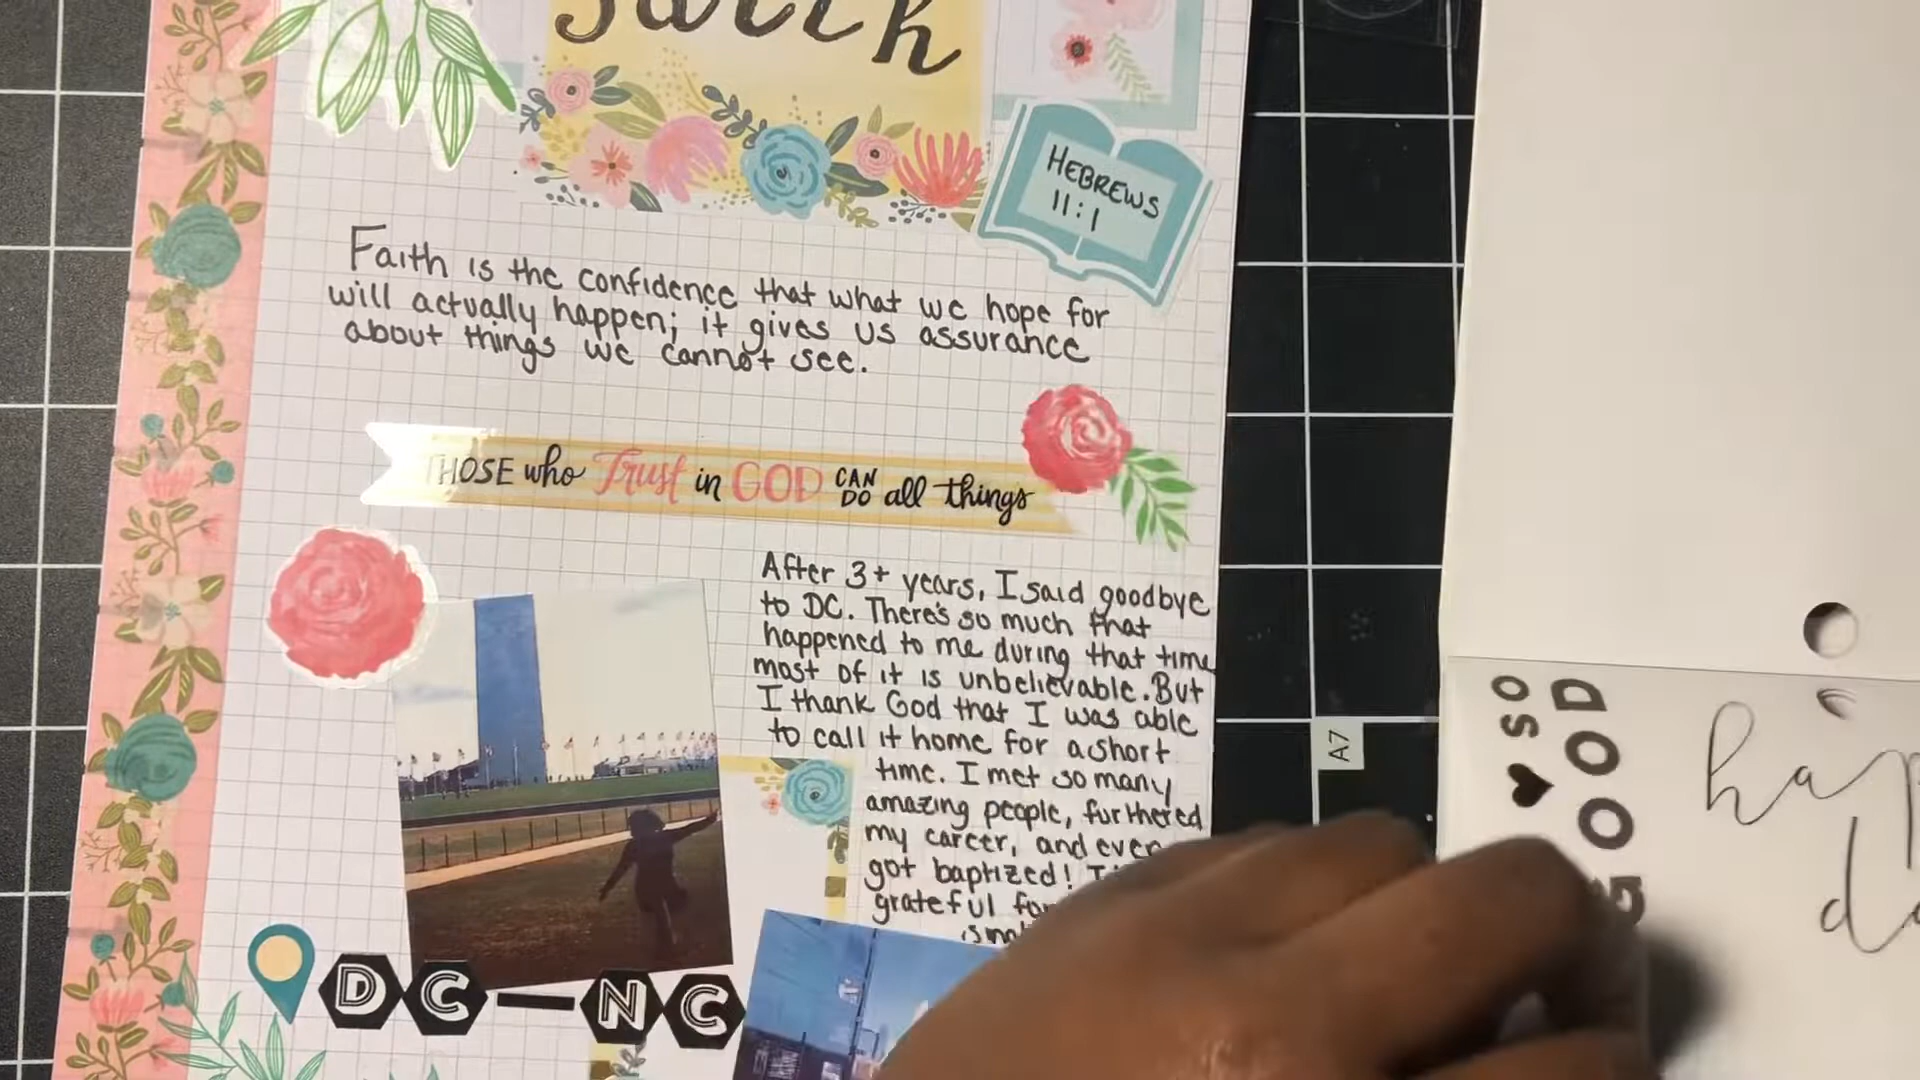 Faith
HEBREWS
11:1
Faith is the confidence that what we hope for
will actually happen; it gives us assurance
about things we cannot see.
THOSE who Trust in GOD CAN DO all things
After 3+ years, I said goodbye
to DC. There's so much that
happened to me during that time
most of it is unbelievable. But
I thank God that I was able
to call it home for a short
time. I met so many
amazing people, furthered
my career, and even
got baptized!
grateful for
DC—NC
A7
SO
GOOD